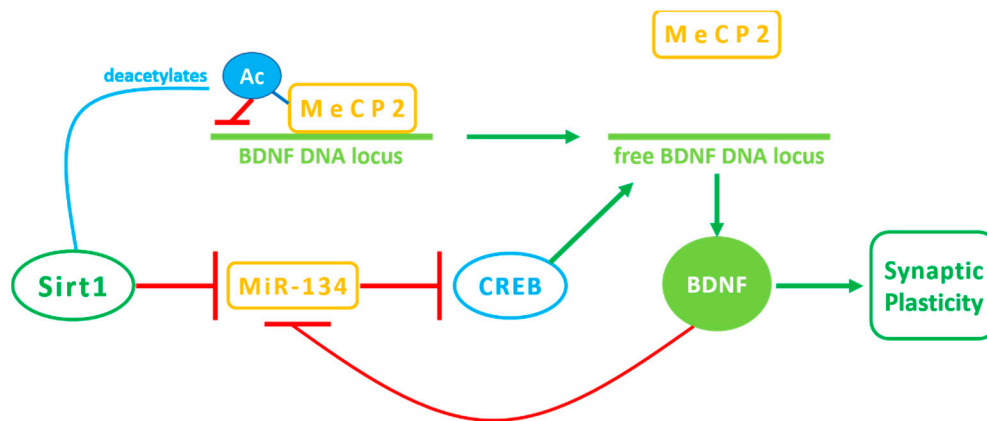 MeCP2
deacetylates
Ac
MeCP2
BDNF DNA locus
free BDNF DNA locus
Sirt1
MiR-134
CREB
BDNF
Synaptic
Plasticity